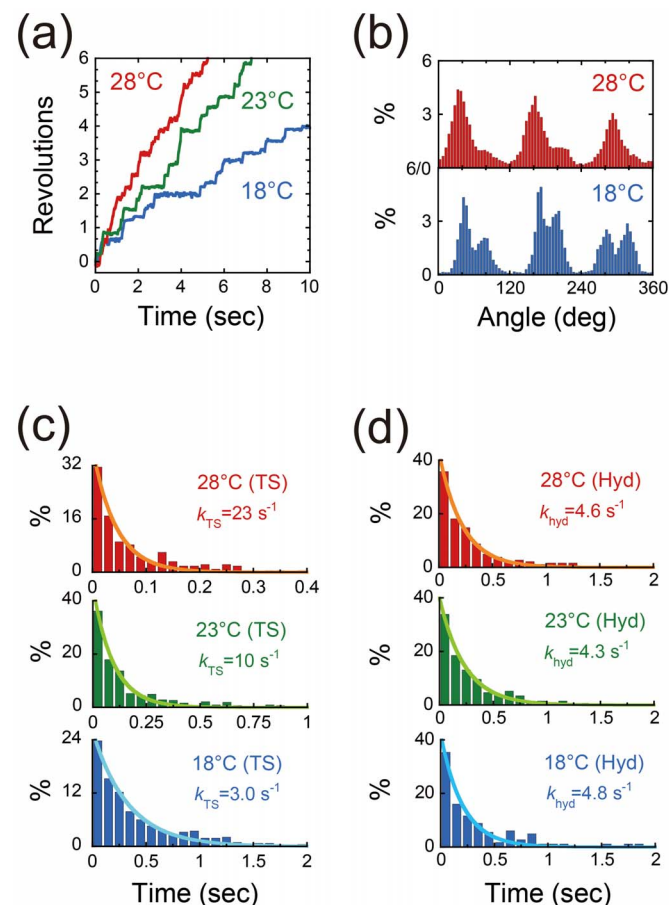 (a)
6
5
4
3
2
1
0
Revolutions
28°C
23°C
18°C
0 2 4 6 8 10
Time (sec)
(b)
6
3
6/0
3
0
%
%
28°C
18°C
0 120 240 360
Angle (deg)
(c)
32
16
0
%
28°C (TS)
kTS=23 s-1
0 0.1 0.2 0.3 0.4
40
20
0
%
23°C (TS)
kTS=10 s-1
0 0.25 0.5 0.75 1
24
12
0
%
18°C (TS)
kTS=3.0 s-1
0 0.5 1 1.5 2
Time (sec)
(d)
40
20
0
%
28°C (Hyd)
khyd=4.6 s-1
0 0.5 1 1.5 2
40
20
0
%
23°C (Hyd)
khyd=4.3 s-1
0 0.5 1 1.5 2
40
20
0
%
18°C (Hyd)
khyd=4.8 s-1
0 0.5 1 1.5 2
Time (sec)